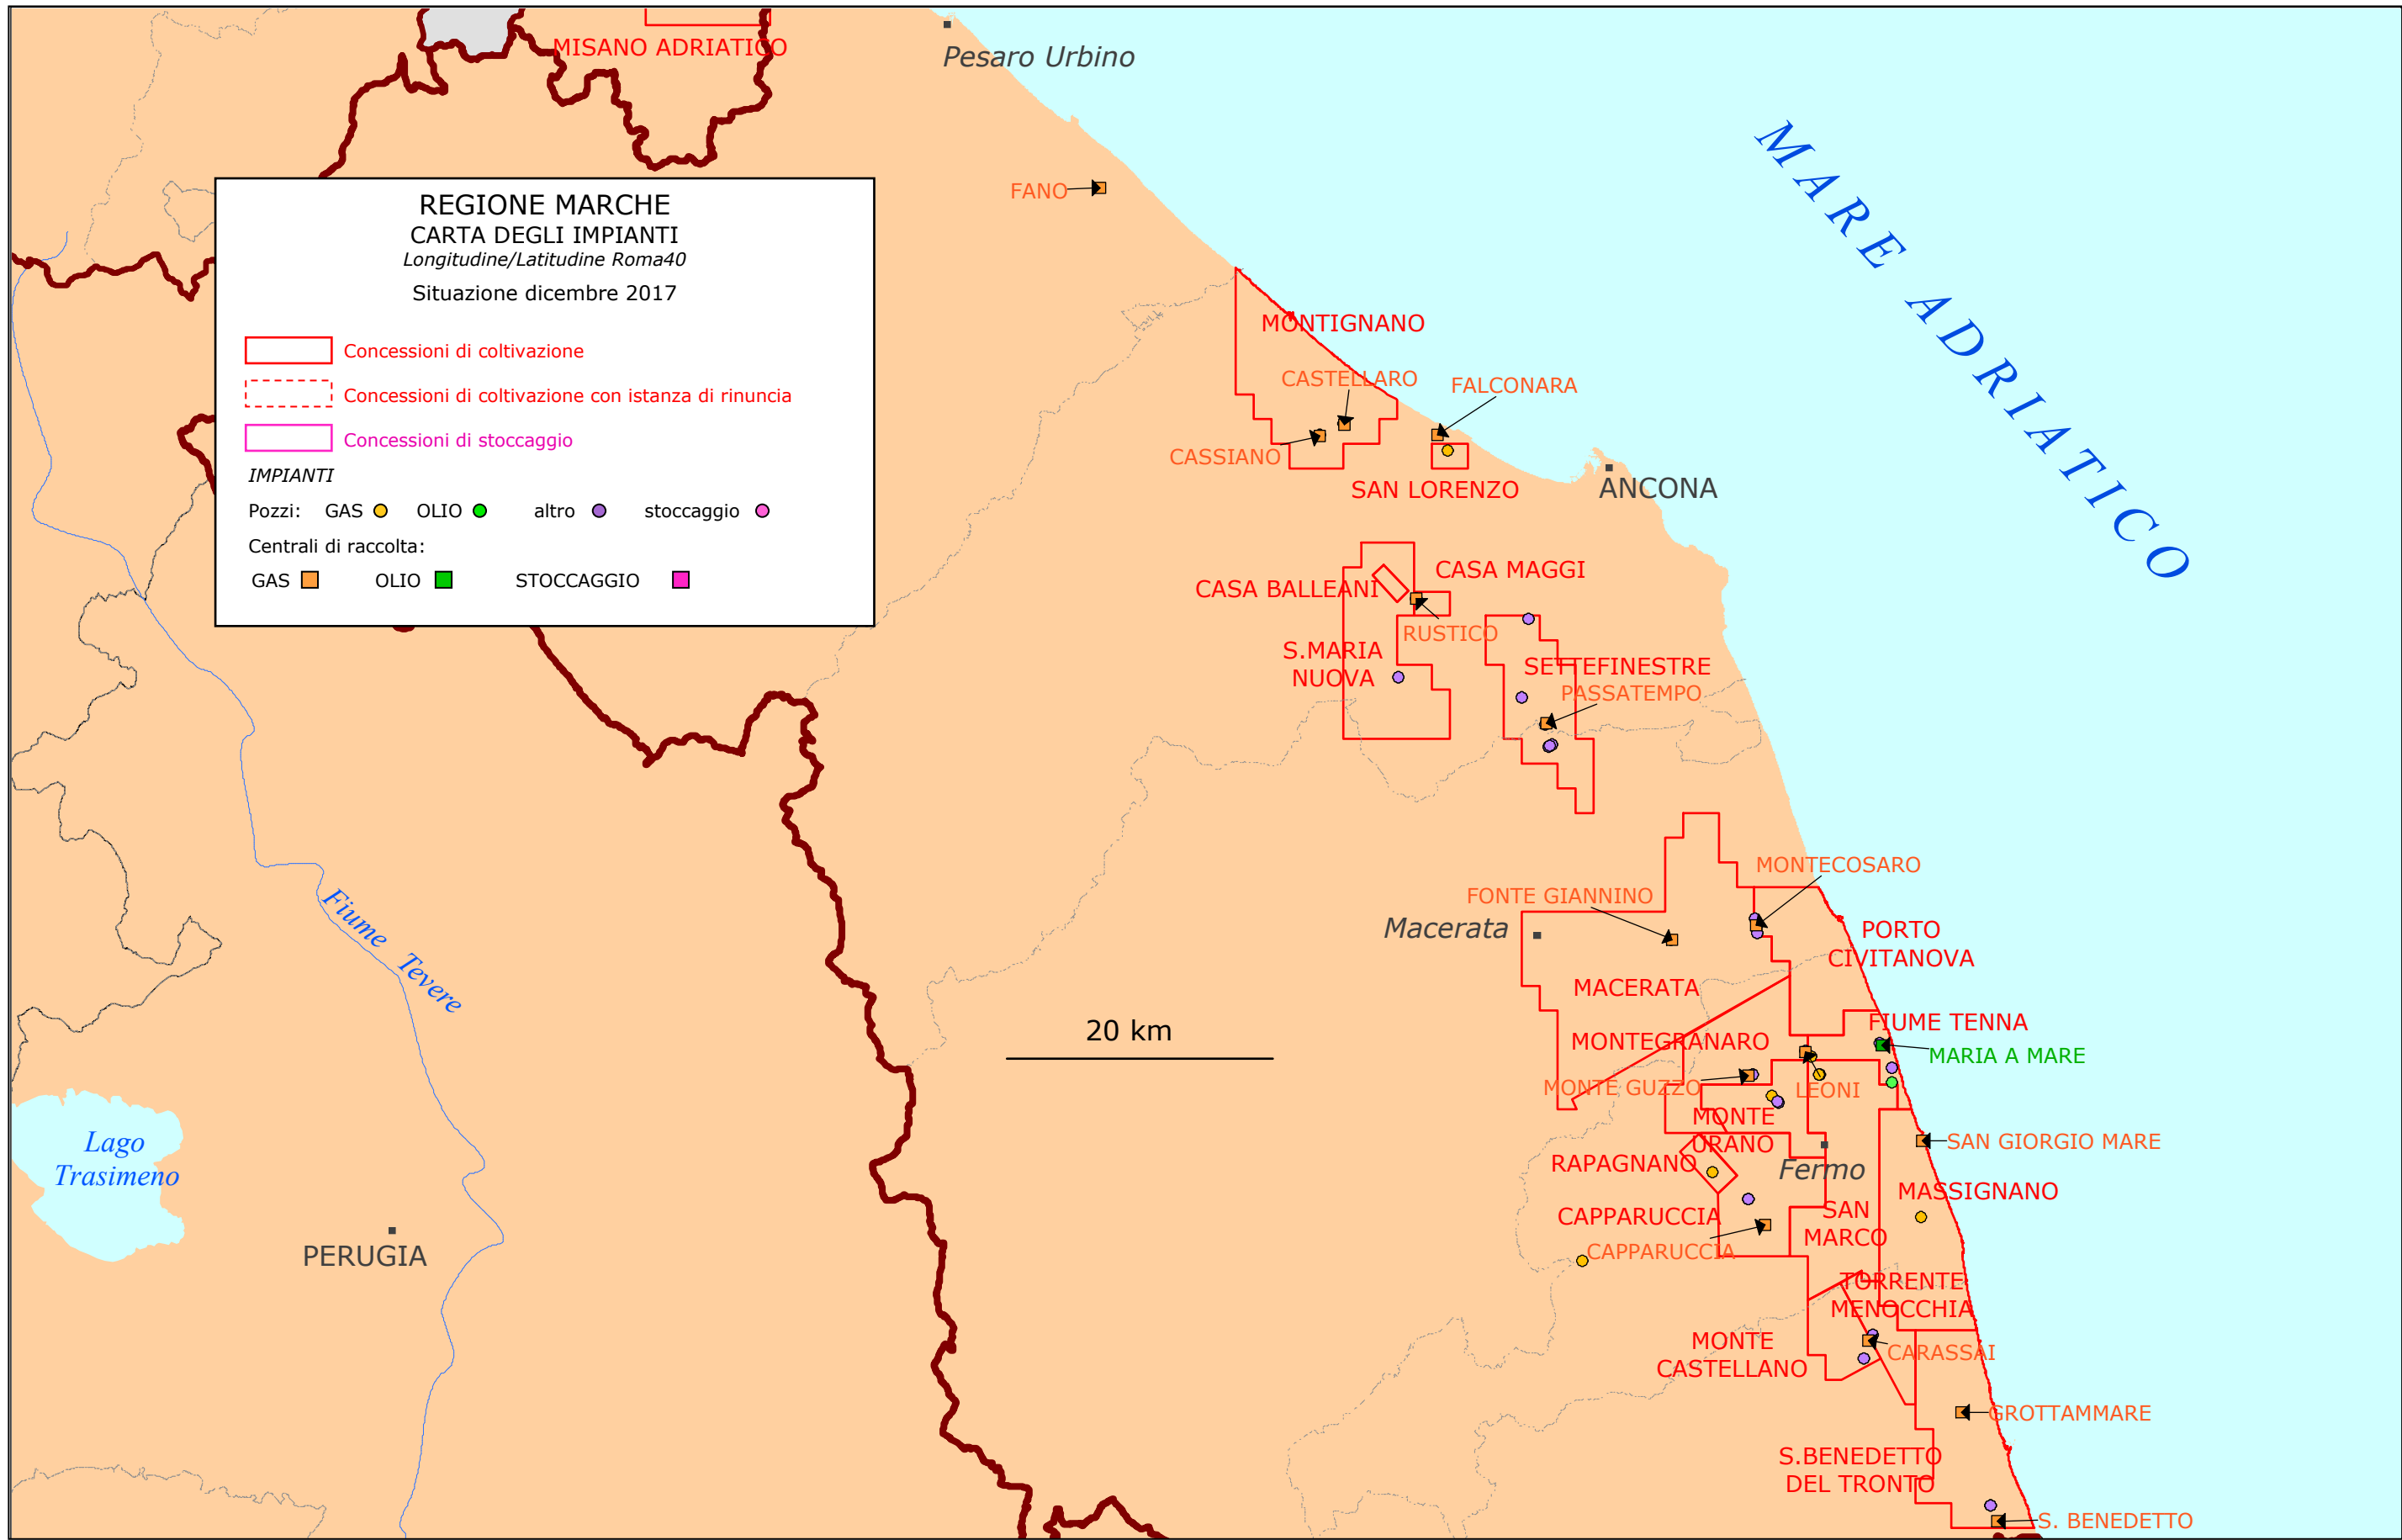 MISANO ADRIATICO
Pesaro Urbino
FANO
REGIONE MARCHE
CARTA DEGLI IMPIANTI
Longitudine/Latitudine Roma40
Situazione dicembre 2017
Concessioni di coltivazione
Concessioni di coltivazione con istanza di rinuncia
Concessioni di stoccaggio
IMPIANTI
Pozzi: GAS OLIO altro stoccaggio
Centrali di raccolta:
GAS OLIO STOCCAGGIO
MARE ADRIATICO
MONTIGNANO
CASTELLARO
FALCONARA
CASSIANO
SAN LORENZO
ANCONA
CASA MAGGI
CASA BALLEANI
RUSTICO
S.MARIA
NUOVA
SETTEFINESTRE
PASSATEMPO
MONTECOSARO
FONTE GIANNINO
Macerata
PORTO
CIVITANOVA
MACERATA
Fiume Tevere
20 km
FIUME TENNA
MONTEGRANARO
MARIA A MARE
MONTE GUZZO
LEONI
MONTE
URANO
SAN GIORGIO MARE
Lago
Trasimeno
RAPAGNANO
Fermo
MASSIGNANO
CAPPARUCCIA
SAN
MARCO
CAPPARUCCIA
PERUGIA
TORRENTE
MENOCCHIA
MONTE
CASTELLANO
CARASSAI
GROTTAMMARE
S.BENEDETTO
DEL TRONTO
S. BENEDETTO